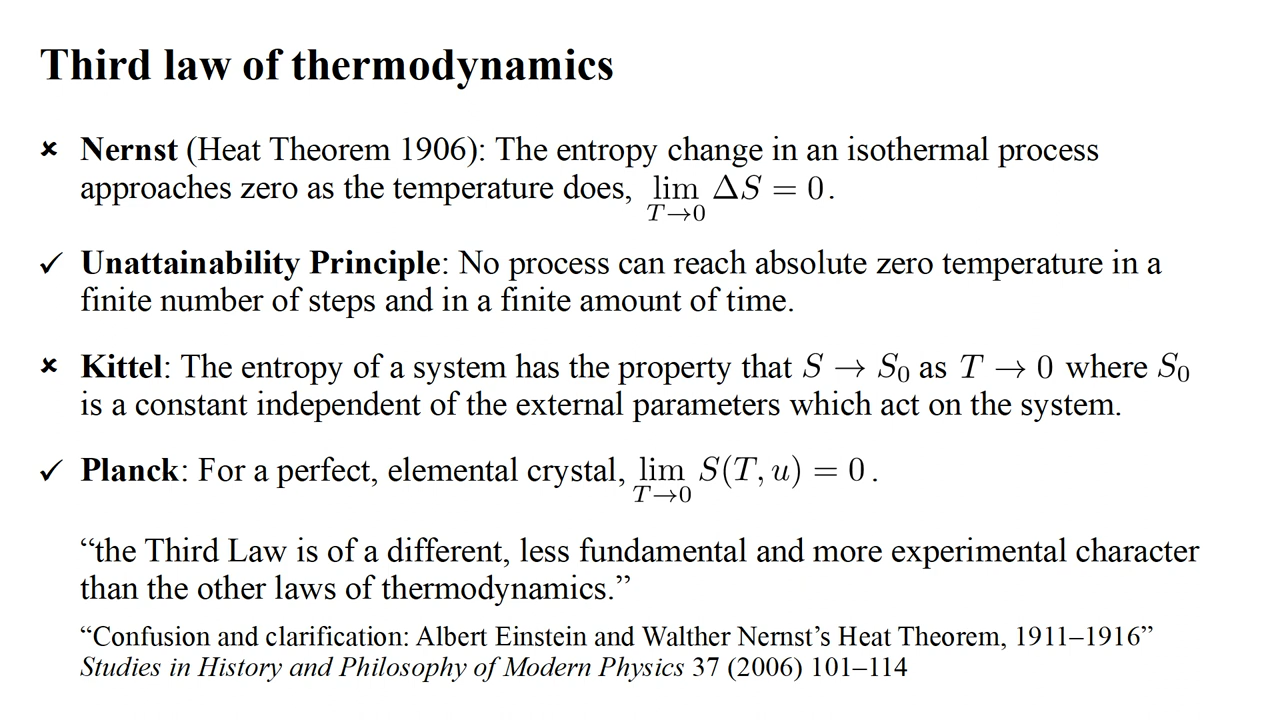 Third law of thermodynamics
✗ Nernst (Heat Theorem 1906): The entropy change in an isothermal process
approaches zero as the temperature does, lim_{T→0} ΔS = 0.
✓ Unattainability Principle: No process can reach absolute zero temperature in a
finite number of steps and in a finite amount of time.
✗ Kittel: The entropy of a system has the property that S → S₀ as T → 0 where S₀
is a constant independent of the external parameters which act on the system.
✓ Planck: For a perfect, elemental crystal, lim_{T→0} S(T, u) = 0.
“the Third Law is of a different, less fundamental and more experimental character
than the other laws of thermodynamics.”
“Confusion and clarification: Albert Einstein and Walther Nernst’s Heat Theorem, 1911–1916”
Studies in History and Philosophy of Modern Physics 37 (2006) 101–114